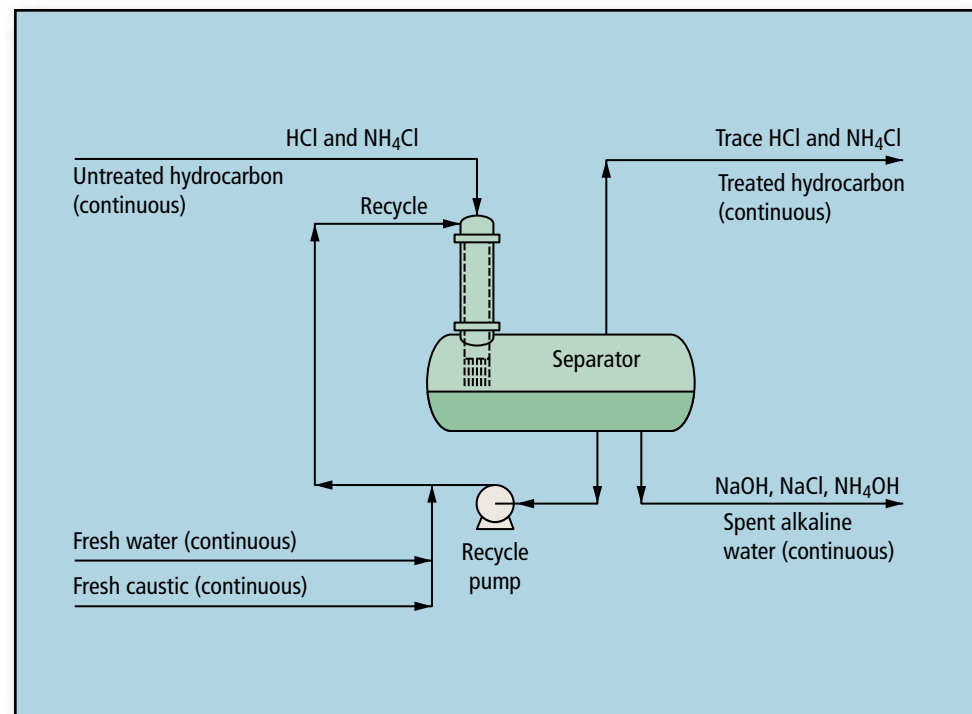 HCl and NH₄Cl
Untreated hydrocarbon
(continuous)
Recycle
Trace HCl and NH₄Cl
Treated hydrocarbon
(continuous)
Separator
NaOH, NaCl, NH₄OH
Spent alkaline
water (continuous)
Recycle
pump
Fresh water (continuous)
Fresh caustic (continuous)